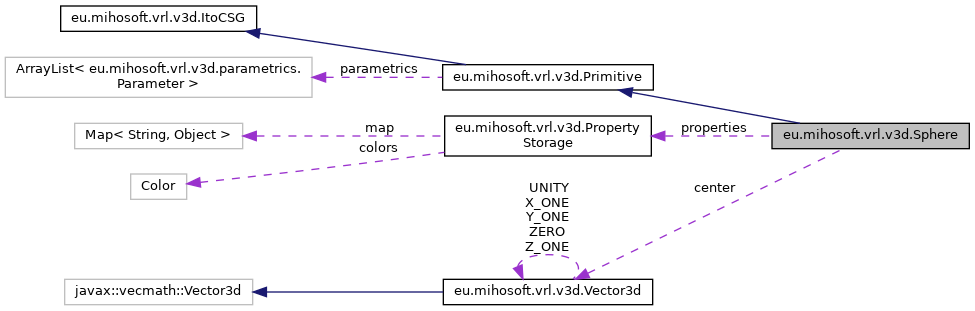 eu.mihosoft.vrl.v3d.ItoCSG
ArrayList< eu.mihosoft.vrl.v3d.parametrics.
Parameter >
parametrics
eu.mihosoft.vrl.v3d.Primitive
Map< String, Object >
map
colors
eu.mihosoft.vrl.v3d.Property
Storage
properties
eu.mihosoft.vrl.v3d.Sphere
Color
center
UNITY
X_ONE
Y_ONE
ZERO
Z_ONE
javax::vecmath::Vector3d
eu.mihosoft.vrl.v3d.Vector3d